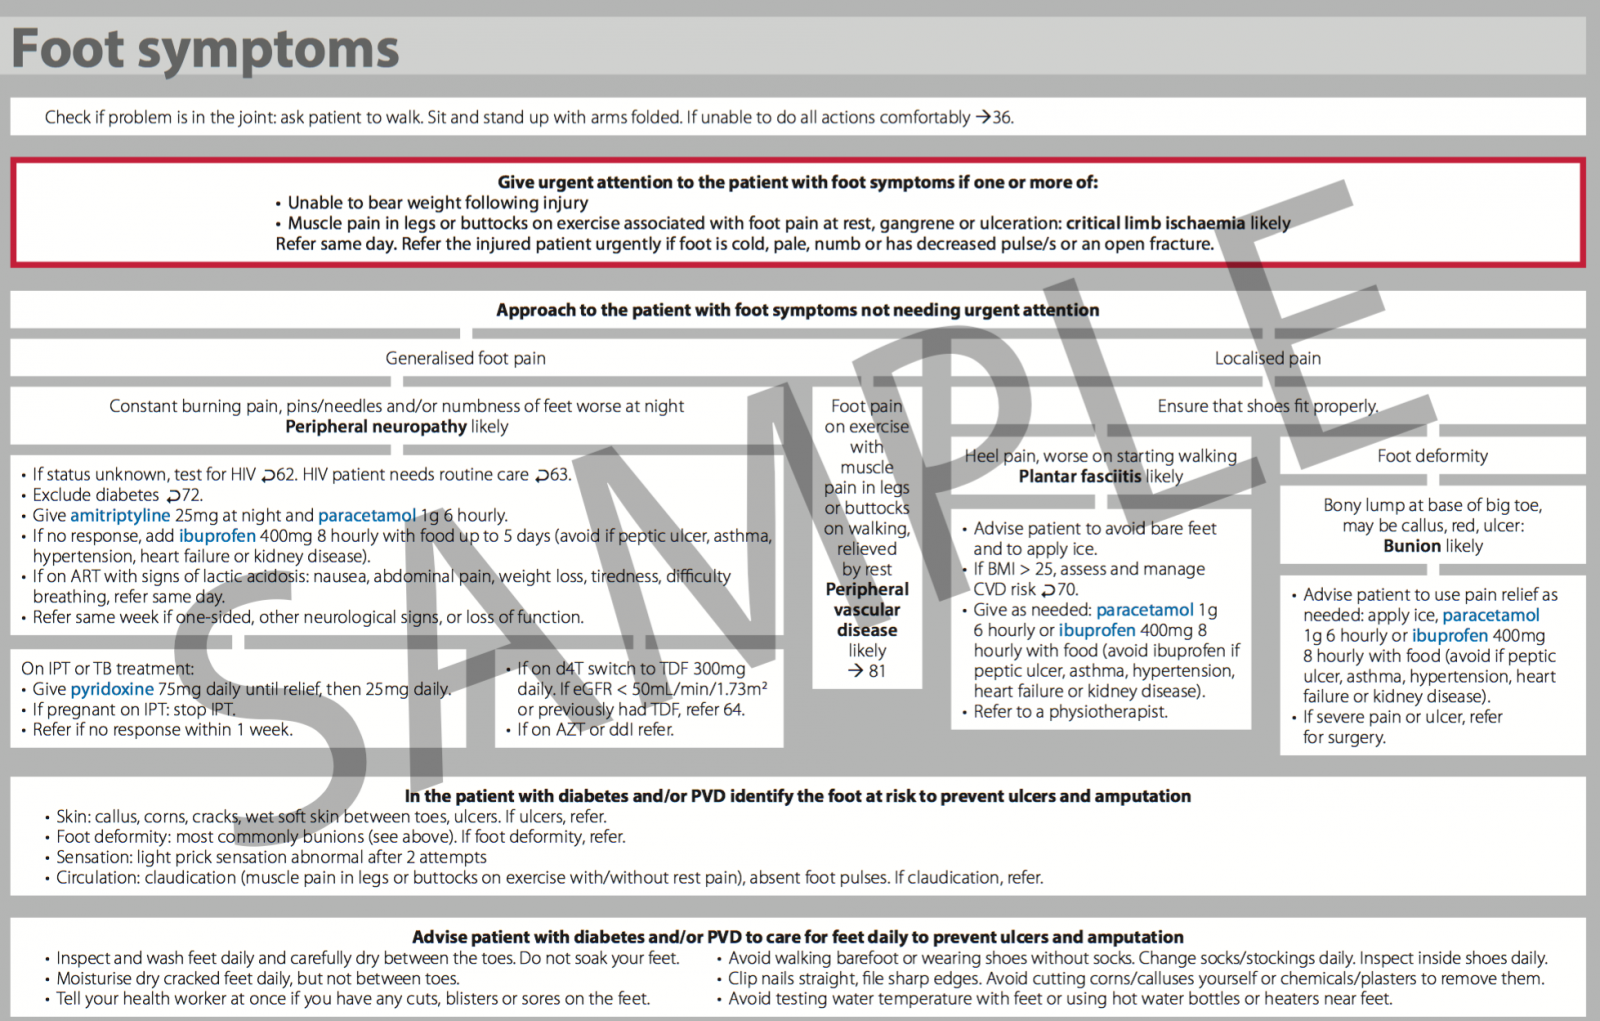 Foot symptoms
Check if problem is in the joint: ask patient to walk. Sit and stand up with arms folded. If unable to do all actions comfortably →36.
Give urgent attention to the patient with foot symptoms if one or more of:
• Unable to bear weight following injury
• Muscle pain in legs or buttocks on exercise associated with foot pain at rest, gangrene or ulceration: critical limb ischaemia likely
Refer same day. Refer the injured patient urgently if foot is cold, pale, numb or has decreased pulse/s or an open fracture.
Approach to the patient with foot symptoms not needing urgent attention
Generalised foot pain
Constant burning pain, pins/needles and/or numbness of feet worse at night
Peripheral neuropathy likely
• If status unknown, test for HIV ⮌62. HIV patient needs routine care ⮌63.
• Exclude diabetes ⮌72.
• Give amitriptyline 25mg at night and paracetamol 1g 6 hourly.
• If no response, add ibuprofen 400mg 8 hourly with food up to 5 days (avoid if peptic ulcer, asthma,
hypertension, heart failure or kidney disease).
• If on ART with signs of lactic acidosis: nausea, abdominal pain, weight loss, tiredness, difficulty
breathing, refer same day.
• Refer same week if one-sided, other neurological signs, or loss of function.
On IPT or TB treatment:
• Give pyridoxine 75mg daily until relief, then 25mg daily.
• If pregnant on IPT: stop IPT.
• Refer if no response within 1 week.
• If on d4T switch to TDF 300mg
daily. If eGFR < 50mL/min/1.73m²
or previously had TDF, refer 64.
• If on AZT or ddI refer.
Foot pain
on exercise
with
muscle
pain in legs
or buttocks
on walking,
relieved
by rest
Peripheral
vascular
disease
likely
→ 81
Localised pain
Ensure that shoes fit properly.
Heel pain, worse on starting walking
Plantar fasciitis likely
• Advise patient to avoid bare feet
and to apply ice.
• If BMI > 25, assess and manage
CVD risk ⮌70.
• Give as needed: paracetamol 1g
6 hourly or ibuprofen 400mg 8
hourly with food (avoid ibuprofen if
peptic ulcer, asthma, hypertension,
heart failure or kidney disease).
• Refer to a physiotherapist.
Foot deformity
Bony lump at base of big toe,
may be callus, red, ulcer:
Bunion likely
• Advise patient to use pain relief as
needed: apply ice, paracetamol
1g 6 hourly or ibuprofen 400mg
8 hourly with food (avoid if peptic
ulcer, asthma, hypertension, heart
failure or kidney disease).
• If severe pain or ulcer, refer
for surgery.
In the patient with diabetes and/or PVD identify the foot at risk to prevent ulcers and amputation
• Skin: callus, corns, cracks, wet soft skin between toes, ulcers. If ulcers, refer.
• Foot deformity: most commonly bunions (see above). If foot deformity, refer.
• Sensation: light prick sensation abnormal after 2 attempts
• Circulation: claudication (muscle pain in legs or buttocks on exercise with/without rest pain), absent foot pulses. If claudication, refer.
Advise patient with diabetes and/or PVD to care for feet daily to prevent ulcers and amputation
• Inspect and wash feet daily and carefully dry between the toes. Do not soak your feet.
• Moisturise dry cracked feet daily, but not between toes.
• Tell your health worker at once if you have any cuts, blisters or sores on the feet.
• Avoid walking barefoot or wearing shoes without socks. Change socks/stockings daily. Inspect inside shoes daily.
• Clip nails straight, file sharp edges. Avoid cutting corns/calluses yourself or chemicals/plasters to remove them.
• Avoid testing water temperature with feet or using hot water bottles or heaters near feet.
SAMPLE